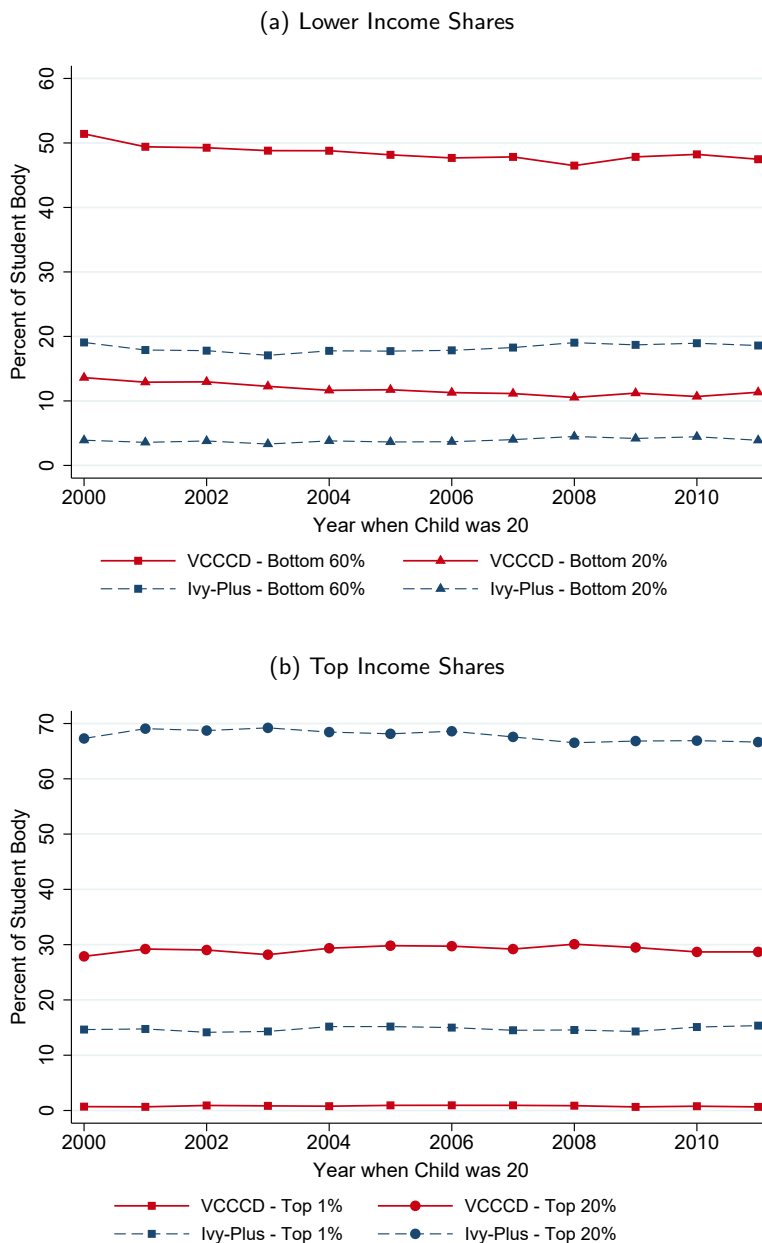 (a) Lower Income Shares
60
50
40
30
20
10
0
Percent of Student Body
2000 2002 2004 2006 2008 2010
Year when Child was 20
VCCCD - Bottom 60% VCCCD - Bottom 20%
Ivy-Plus - Bottom 60% Ivy-Plus - Bottom 20%
(b) Top Income Shares
70
60
50
40
30
20
10
0
Percent of Student Body
2000 2002 2004 2006 2008 2010
Year when Child was 20
VCCCD - Top 1% VCCCD - Top 20%
Ivy-Plus - Top 1% Ivy-Plus - Top 20%